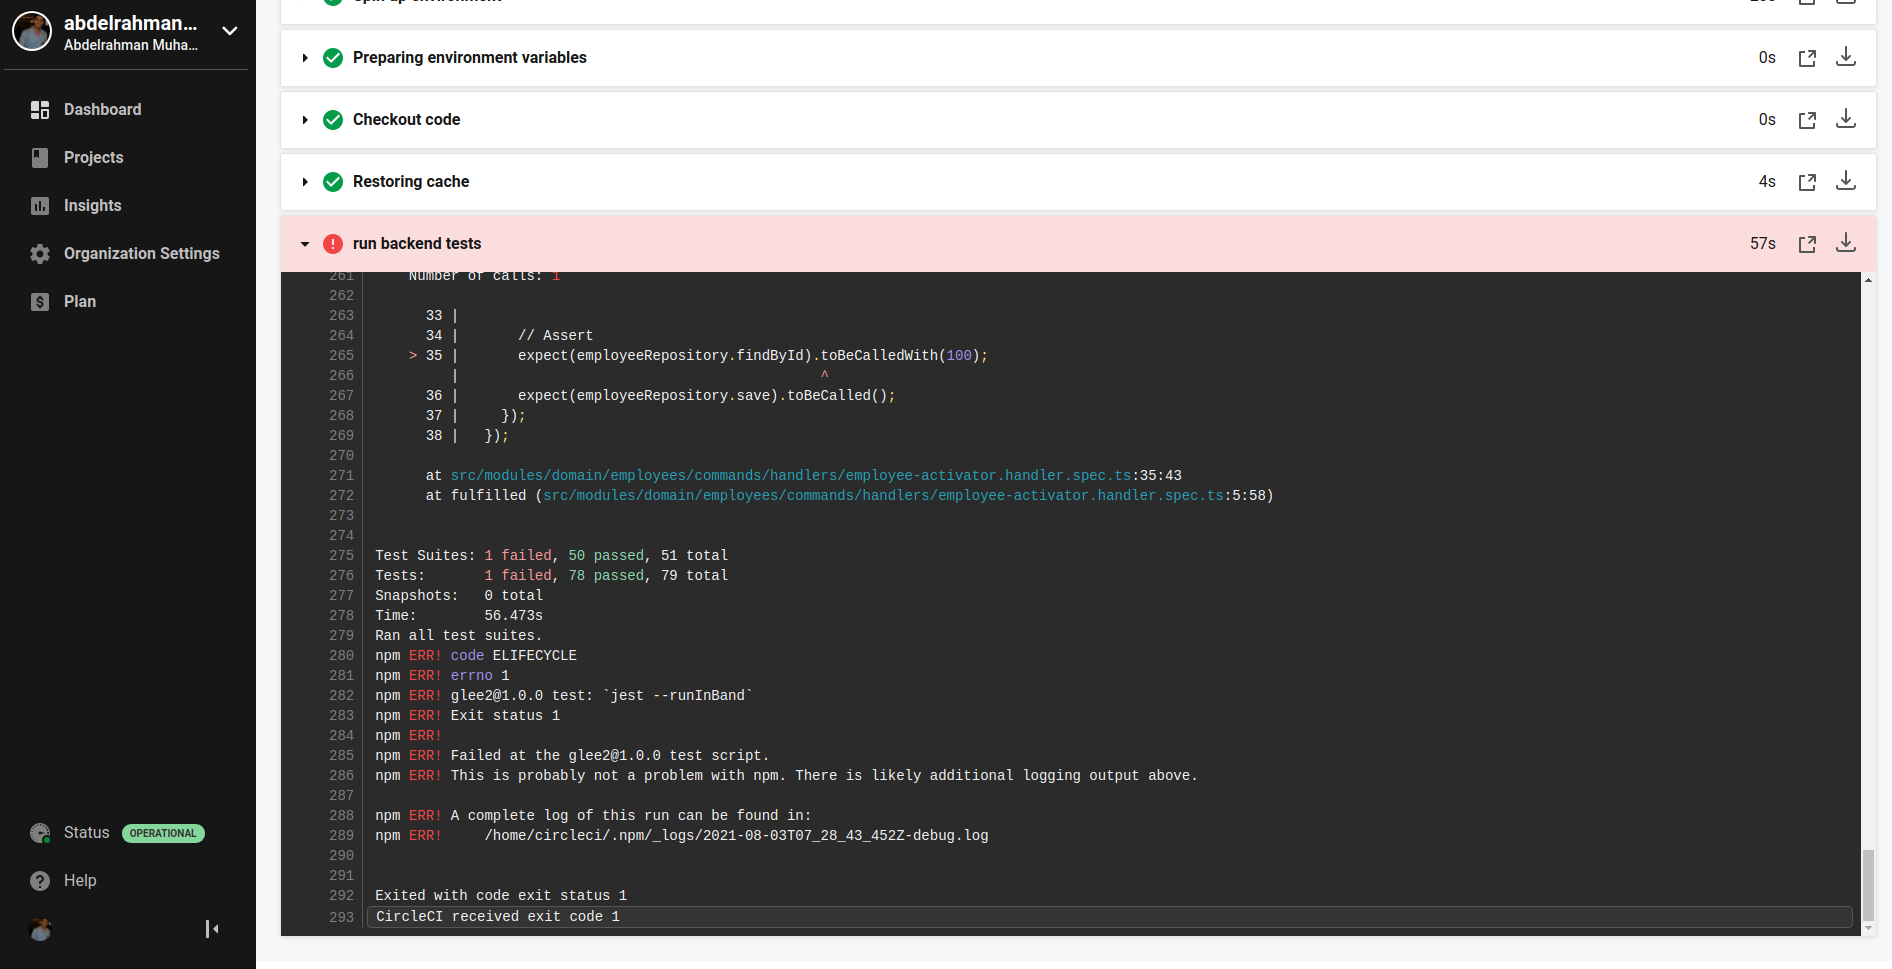 abdelrahman...
Abdelrahman Muha...
Dashboard
Projects
Insights
Organization Settings
Plan
Status OPERATIONAL
Help
Spin up environment
Preparing environment variables 0s
Checkout code 0s
Restoring cache 4s
run backend tests 57s
261 Number of calls: 1
262
263 33 |
264 34 | // Assert
265 > 35 | expect(employeeRepository.findById).toBeCalledWith(100);
266 | ^
267 36 | expect(employeeRepository.save).toBeCalled();
268 37 | });
269 38 | });
270
271 at src/modules/domain/employees/commands/handlers/employee-activator.handler.spec.ts:35:43
272 at fulfilled (src/modules/domain/employees/commands/handlers/employee-activator.handler.spec.ts:5:58)
273
274
275 Test Suites: 1 failed, 50 passed, 51 total
276 Tests: 1 failed, 78 passed, 79 total
277 Snapshots: 0 total
278 Time: 56.473s
279 Ran all test suites.
280 npm ERR! code ELIFECYCLE
281 npm ERR! errno 1
282 npm ERR! glee2@1.0.0 test: `jest --runInBand`
283 npm ERR! Exit status 1
284 npm ERR!
285 npm ERR! Failed at the glee2@1.0.0 test script.
286 npm ERR! This is probably not a problem with npm. There is likely additional logging output above.
287
288 npm ERR! A complete log of this run can be found in:
289 npm ERR! /home/circleci/.npm/_logs/2021-08-03T07_28_43_452Z-debug.log
290
291
292 Exited with code exit status 1
293 CircleCI received exit code 1